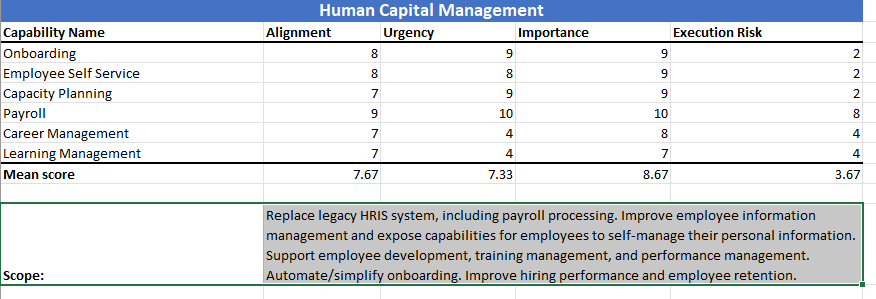 Human Capital Management
Capability Name Alignment Urgency Importance Execution Risk
Onboarding 8 9 9 2
Employee Self Service 8 8 9 2
Capacity Planning 7 9 9 2
Payroll 9 10 10 8
Career Management 7 4 8 4
Learning Management 7 4 7 4
Mean score 7.67 7.33 8.67 3.67
Replace legacy HRIS system, including payroll processing. Improve employee information
management and expose capabilities for employees to self-manage their personal information.
Support employee development, training management, and performance management.
Scope: Automate/simplify onboarding. Improve hiring performance and employee retention.